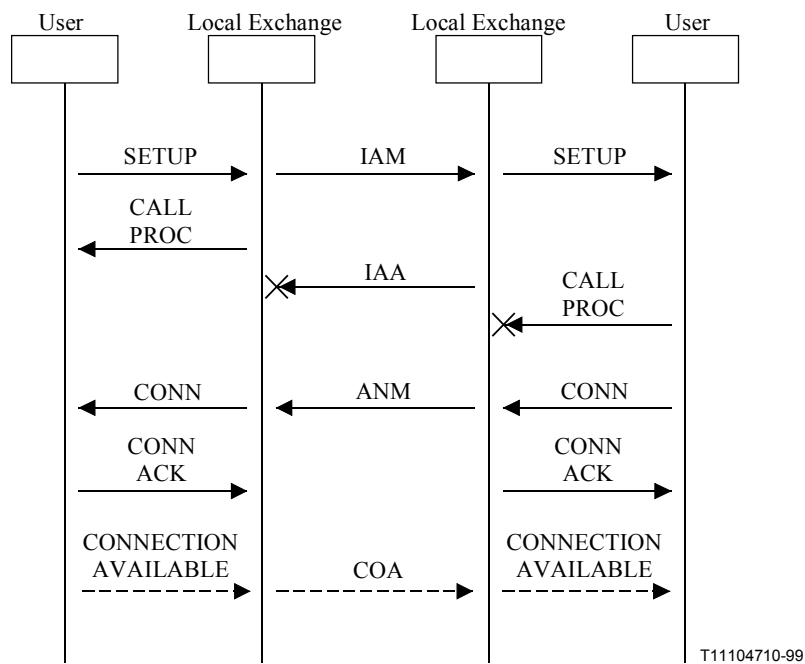 User Local Exchange Local Exchange User
SETUP IAM SETUP
CALL
PROC
IAA
CALL
PROC
CONN ANM CONN
CONN
ACK
CONN
ACK
CONNECTION
AVAILABLE
COA
CONNECTION
AVAILABLE
T11104710-99